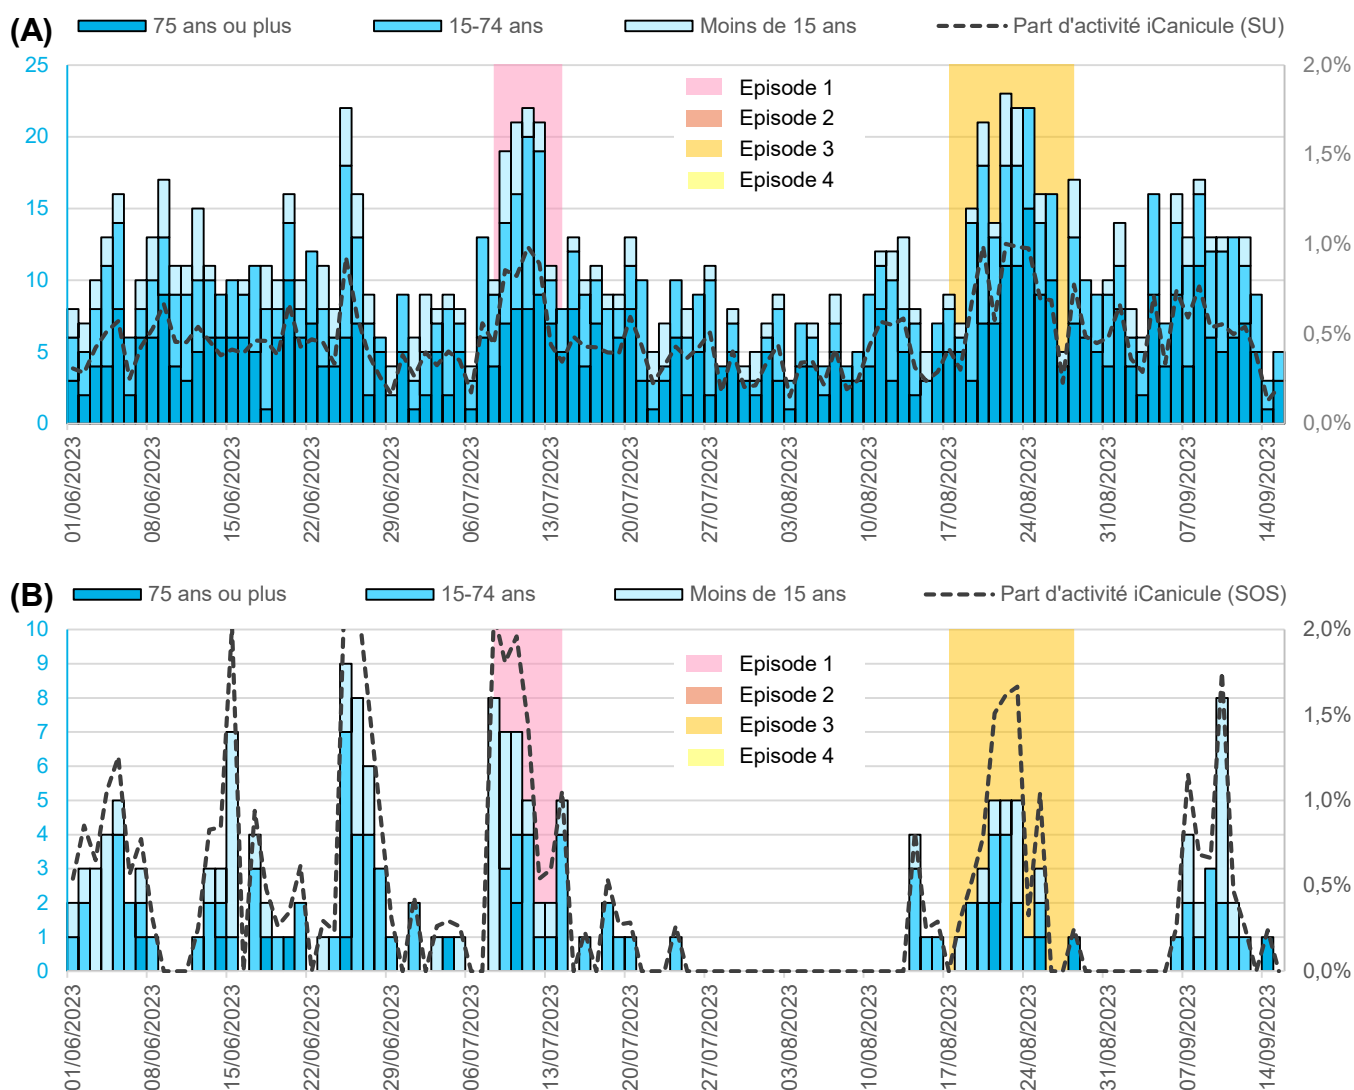 (A) 75 ans ou plus 15-74 ans Moins de 15 ans Part d'activité iCanicule (SU)
25 2,0%
Episode 1
20 Episode 2
1,5%
Episode 3
Episode 4
15
1,0%
10
0,5%
5
0 0,0%
01/06/2023 08/06/2023 15/06/2023 22/06/2023 29/06/2023 06/07/2023 13/07/2023 20/07/2023 27/07/2023 03/08/2023 10/08/2023 17/08/2023 24/08/2023 31/08/2023 07/09/2023 14/09/2023
(B) 75 ans ou plus 15-74 ans Moins de 15 ans Part d'activité iCanicule (SOS)
10 2,0%
9 Episode 1
8 Episode 2
1,5%
7 Episode 3
Episode 4
6
5 1,0%
4
3
0,5%
2
1
0 0,0%
01/06/2023 08/06/2023 15/06/2023 22/06/2023 29/06/2023 06/07/2023 13/07/2023 20/07/2023 27/07/2023 03/08/2023 10/08/2023 17/08/2023 24/08/2023 31/08/2023 07/09/2023 14/09/2023